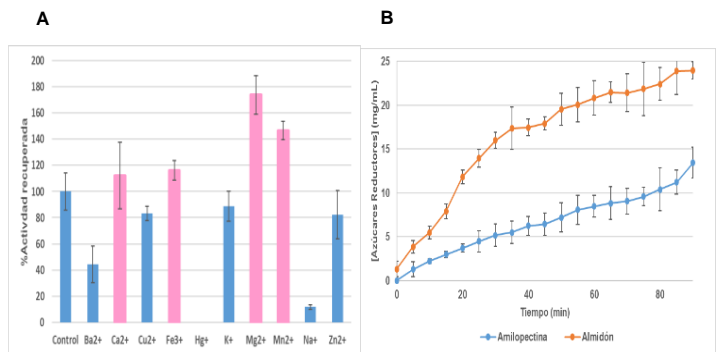 A
B
%Activdad recuperada
200
180
160
140
120
100
80
60
40
20
0
Control Ba2+ Ca2+ Cu2+ Fe3+ Hg+ K+ Mg2+ Mn2+ Na+ Zn2+
[Azúcares Reductores] (mg/mL)
25
20
15
10
5
0
0 20 40 60 80
Tiempo (min)
Amilopectina Almidón